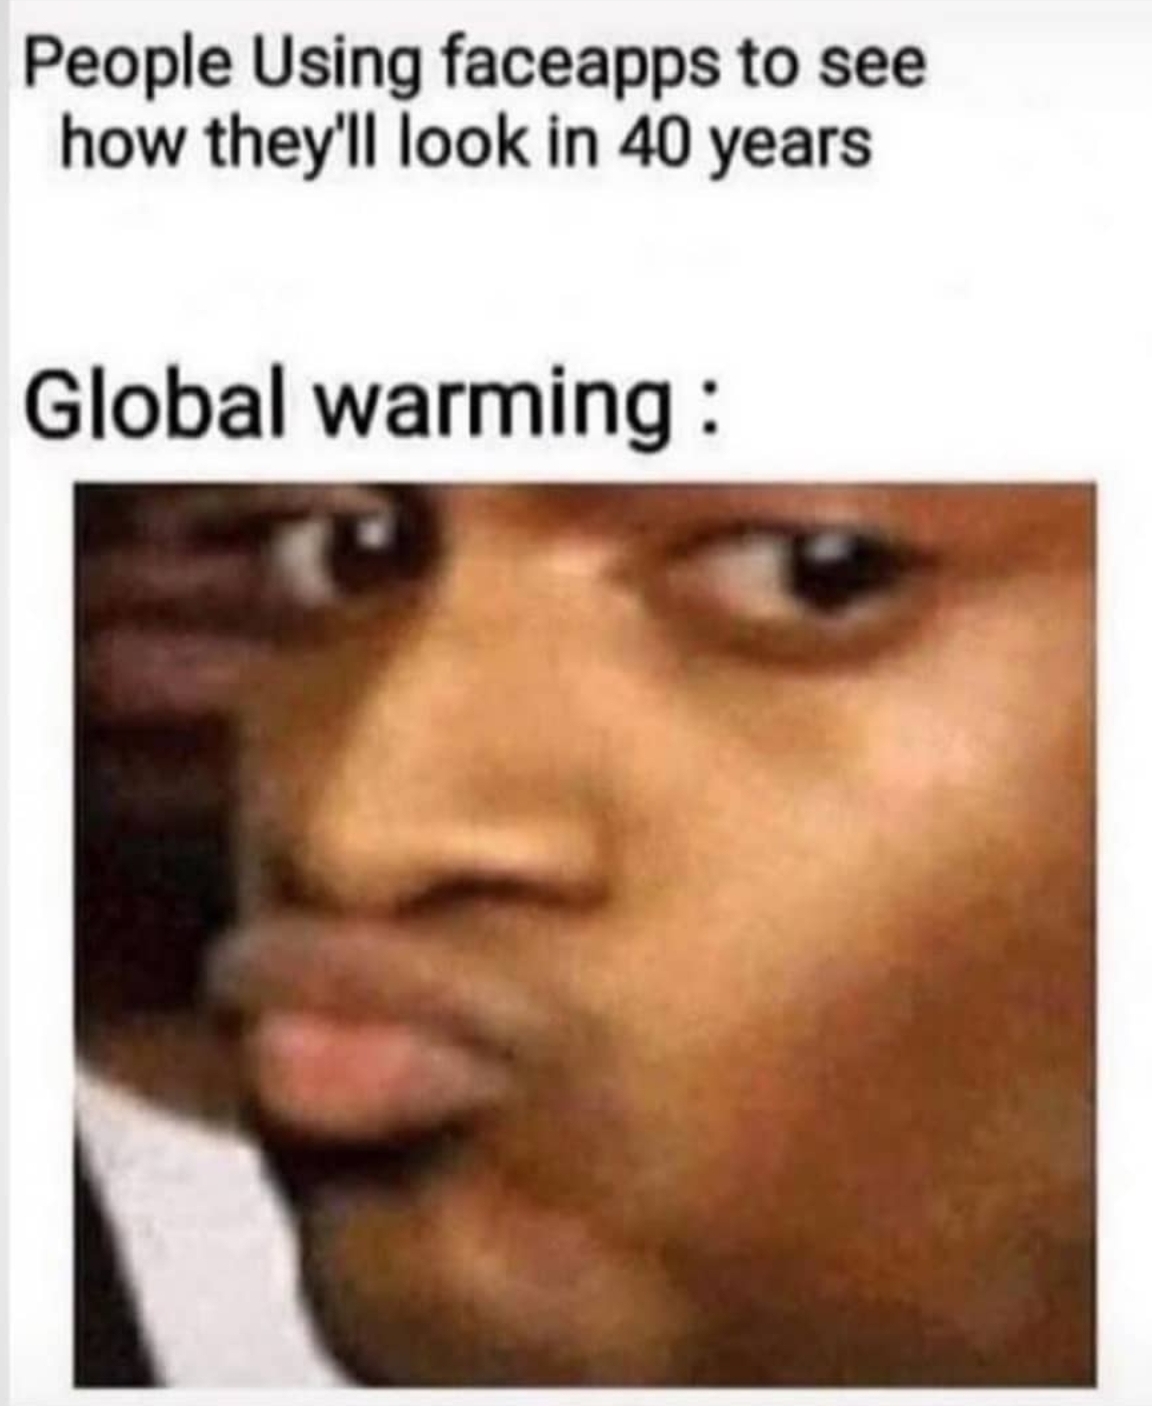 People Using faceapps to see
how they'll look in 40 years
Global warming :